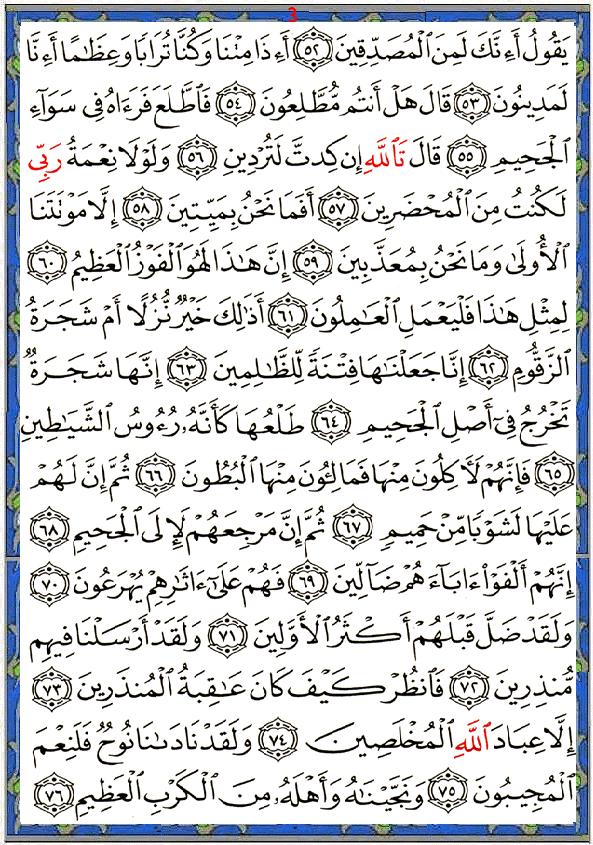 3
يَقُولُ أَءِنَّكَ لَمِنَ ٱلْمُصَدِّقِينَ ٥٢ أَءِذَا مِتْنَا وَكُنَّا تُرَابًا وَعِظَٰمًا أَءِنَّا
لَمَدِينُونَ ٥٣ قَالَ هَلْ أَنتُم مُّطَّلِعُونَ ٥٤ فَٱطَّلَعَ فَرَءَاهُ فِى سَوَآءِ
ٱلْجَحِيمِ ٥٥ قَالَ تَٱللَّهِ إِن كِدتَّ لَتُرْدِينِ ٥٦ وَلَوْلَا نِعْمَةُ رَبِّى
لَكُنتُ مِنَ ٱلْمُحْضَرِينَ ٥٧ أَفَمَا نَحْنُ بِمَيِّتِينَ ٥٨ إِلَّا مَوْتَتَنَا
ٱلْأُولَىٰ وَمَا نَحْنُ بِمُعَذَّبِينَ ٥٩ إِنَّ هَٰذَا لَهُوَ ٱلْفَوْزُ ٱلْعَظِيمُ ٦٠
لِمِثْلِ هَٰذَا فَلْيَعْمَلِ ٱلْعَٰمِلُونَ ٦١ أَذَٰلِكَ خَيْرٌ نُّزُلًا أَمْ شَجَرَةُ
ٱلزَّقُّومِ ٦٢ إِنَّا جَعَلْنَٰهَا فِتْنَةً لِّلظَّٰلِمِينَ ٦٣ إِنَّهَا شَجَرَةٌ
تَخْرُجُ فِىٓ أَصْلِ ٱلْجَحِيمِ ٦٤ طَلْعُهَا كَأَنَّهُۥ رُءُوسُ ٱلشَّيَٰطِينِ
٦٥ فَإِنَّهُمْ لَءَاكِلُونَ مِنْهَا فَمَالِـُٔونَ مِنْهَا ٱلْبُطُونَ ٦٦ ثُمَّ إِنَّ لَهُمْ
عَلَيْهَا لَشَوْبًا مِّنْ حَمِيمٍ ٦٧ ثُمَّ إِنَّ مَرْجِعَهُمْ لَإِلَى ٱلْجَحِيمِ ٦٨
إِنَّهُمْ أَلْفَوْا۟ ءَابَآءَهُمْ ضَآلِّينَ ٦٩ فَهُمْ عَلَىٰٓ ءَاثَٰرِهِمْ يُهْرَعُونَ ٧٠
وَلَقَدْ ضَلَّ قَبْلَهُمْ أَكْثَرُ ٱلْأَوَّلِينَ ٧١ وَلَقَدْ أَرْسَلْنَا فِيهِم
مُّنذِرِينَ ٧٢ فَٱنظُرْ كَيْفَ كَانَ عَٰقِبَةُ ٱلْمُنذَرِينَ ٧٣
إِلَّا عِبَادَ ٱللَّهِ ٱلْمُخْلَصِينَ ٧٤ وَلَقَدْ نَادَىٰنَا نُوحٌ فَلَنِعْمَ
ٱلْمُجِيبُونَ ٧٥ وَنَجَّيْنَٰهُ وَأَهْلَهُۥ مِنَ ٱلْكَرْبِ ٱلْعَظِيمِ ٧٦